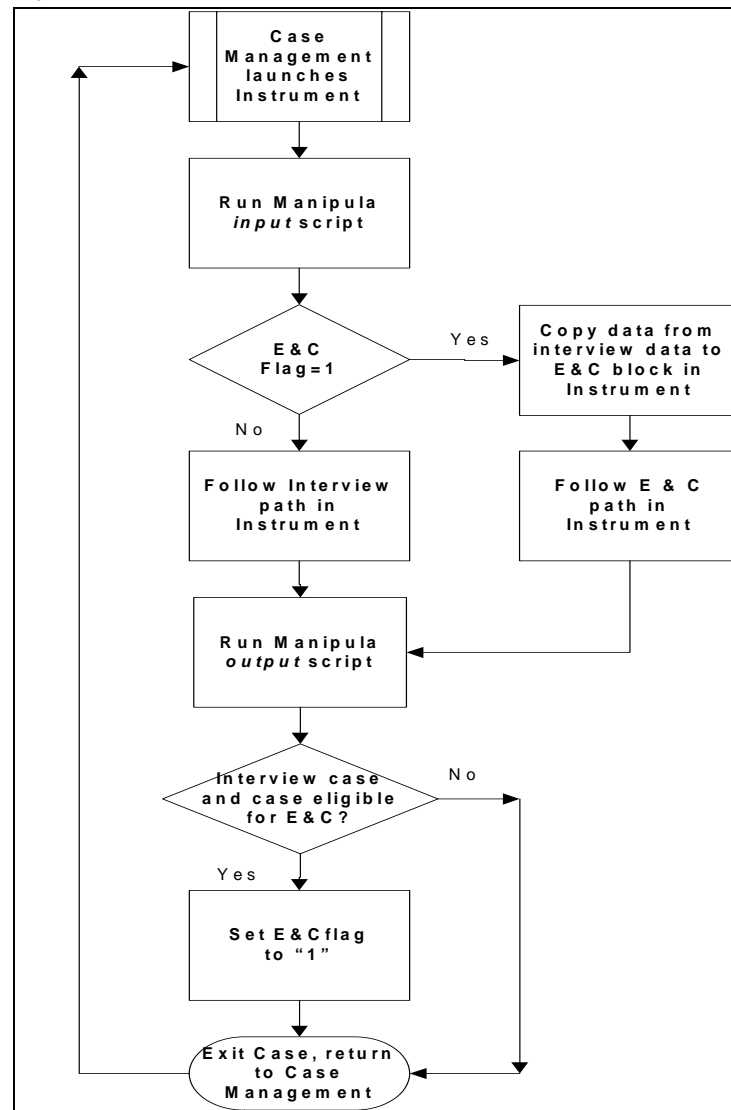 Case
Management
launches
Instrument
Run Manipula
input script
E & C
Flag=1
Yes
Copy data from
interview data to
E&C block in
Instrument
No
Follow Interview
path in
Instrument
Follow E & C
path in
Instrument
Run Manipula
output script
Interview case
and case eligible
for E&C?
No
Yes
Set E&Cflag
to “1”
Exit Case, return
to Case
Management